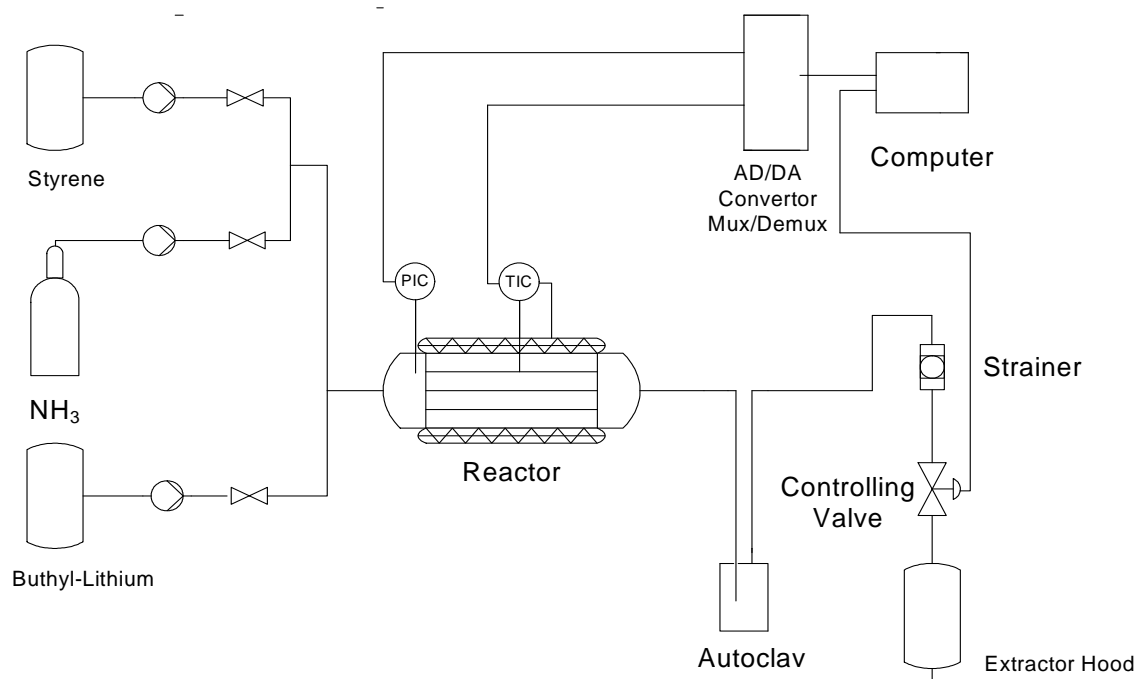 Styrene
NH₃
Buthyl-Lithium
PIC
TIC
Reactor
AD/DA
Convertor
Mux/Demux
Computer
Strainer
Controlling
Valve
Autoclav
Extractor Hood